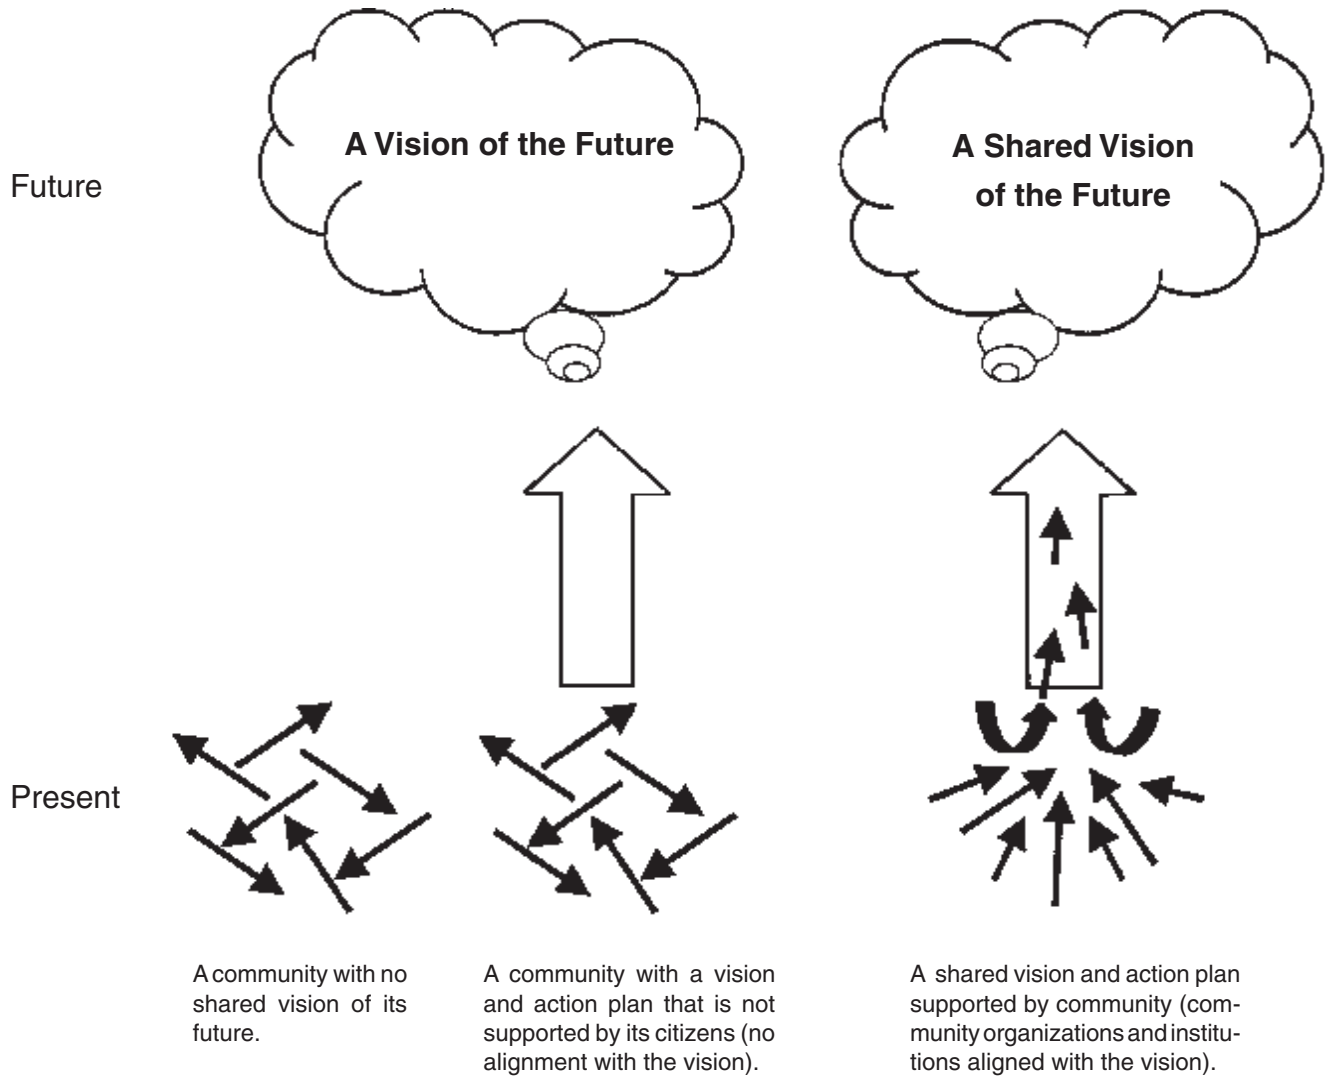 A Vision of the Future
A Shared Vision
of the Future
Future
Present
A community with no
shared vision of its
future.
A community with a vision
and action plan that is not
supported by its citizens (no
alignment with the vision).
A shared vision and action plan
supported by community (com-
munity organizations and institu-
tions aligned with the vision).